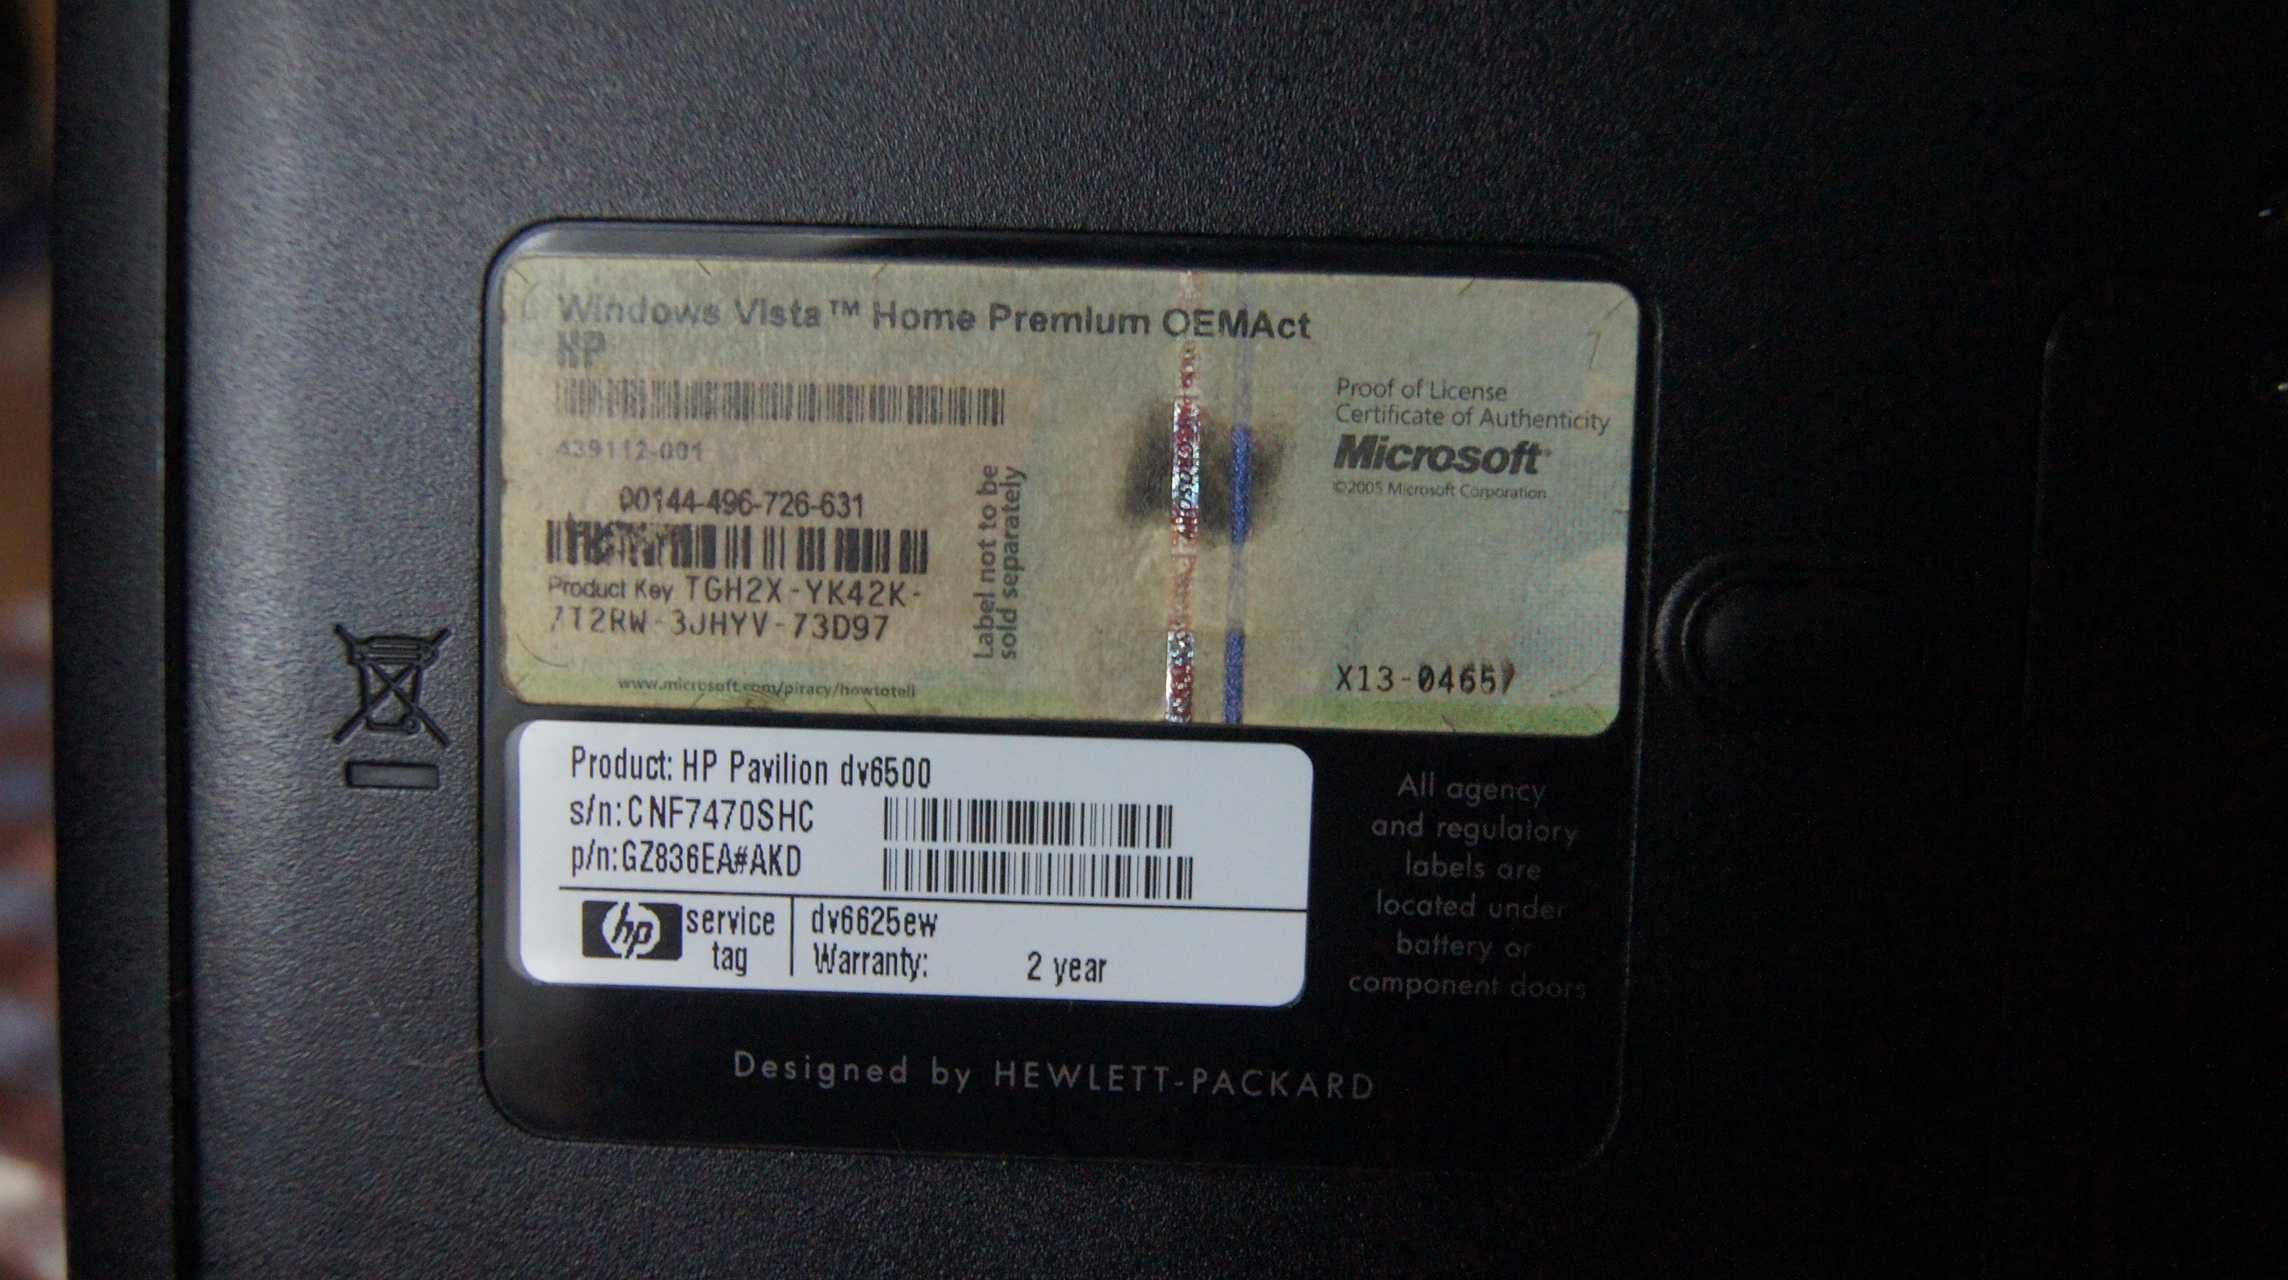 Windows Vista™ Home Premium OEMAct
HP
439112-001
00144-496-726-631
Product Key TGH2X-YK42K-
7T2RW-3JHYV-73D97
www.microsoft.com/piracy/howtotell
Label not to be
sold separately
Proof of License
Certificate of Authenticity
Microsoft®
©2005 Microsoft Corporation
X13-04657
Product: HP Pavilion dv6500
s/n:CNF7470SHC
p/n:GZ836EA#AKD
hp service
tag
dv6625ew
Warranty: 2 year
All agency
and regulatory
labels are
located under
battery or
component doors
Designed by HEWLETT-PACKARD